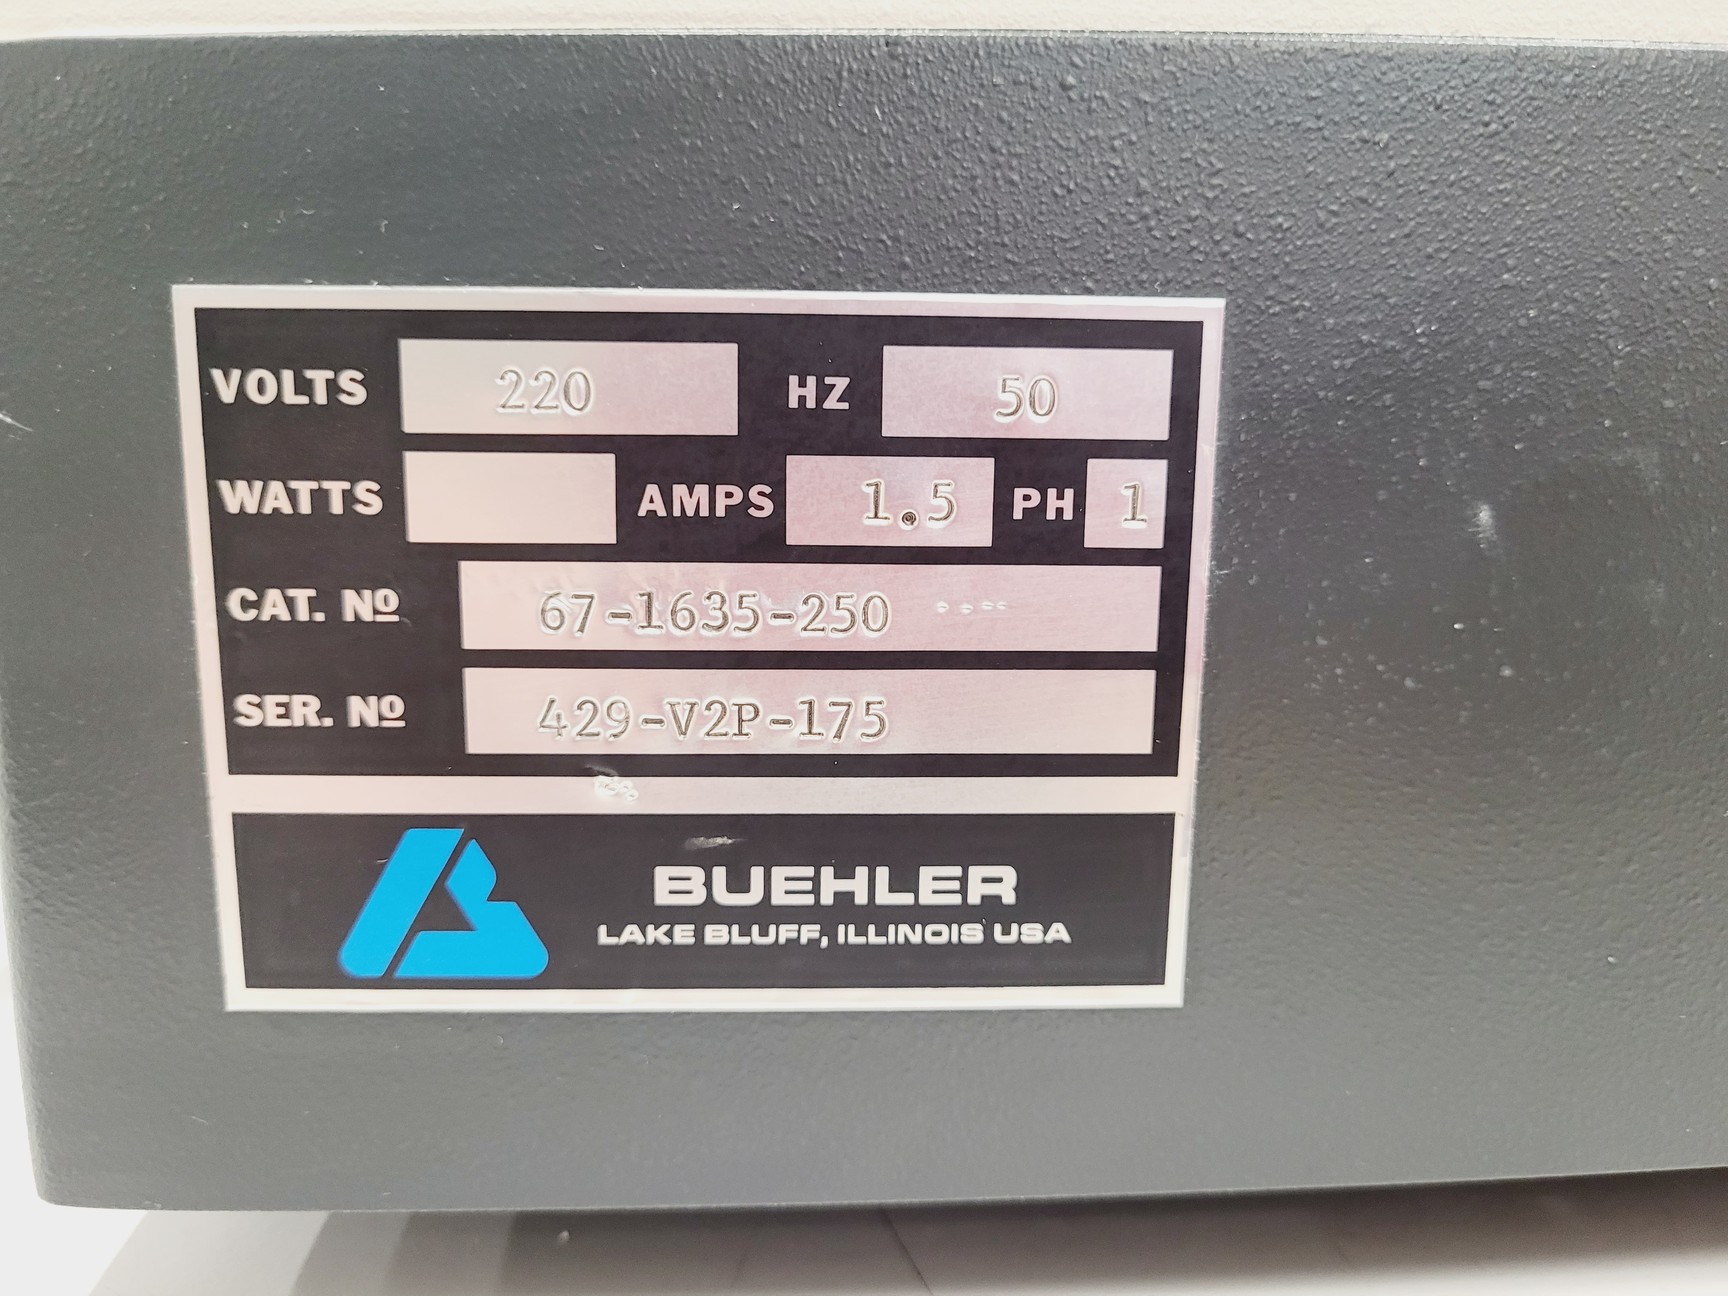 VOLTS 220 HZ 50
WATTS AMPS 1.5 PH 1
CAT. Nº 67-1635-250
SER. Nº 429-V2P-175
BUEHLER
LAKE BLUFF, ILLINOIS USA